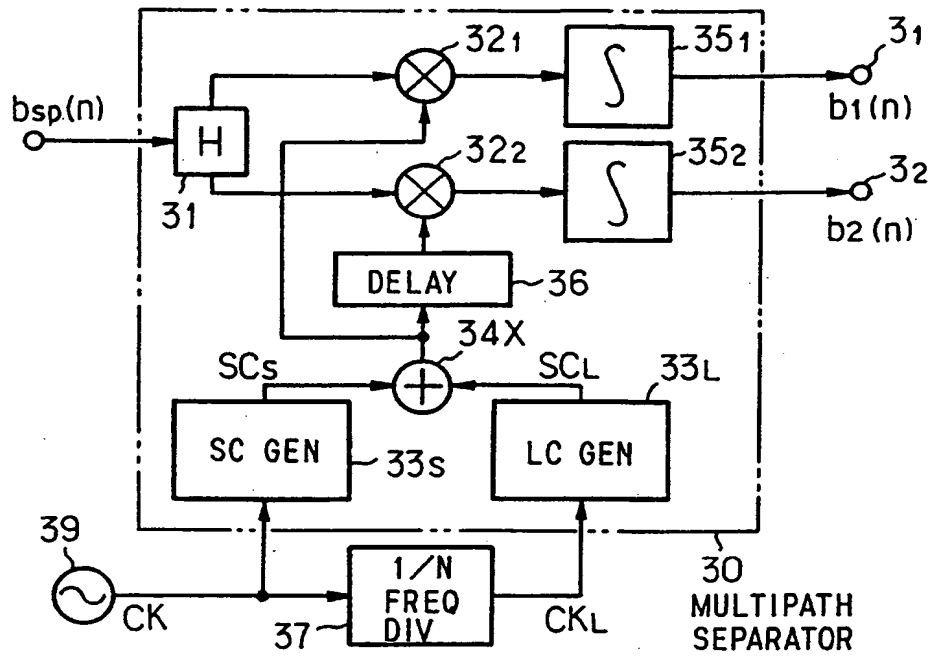 32₁
35₁
3₁
bsp.(n)
b1(n)
H
31
32₂
35₂
3₂
b2(n)
DELAY
36
34X
SCS
SCL
33L
SC GEN
33S
LC GEN
39
CK
1/N
FREQ
DIV
37
CKL
30
MULTIPATH
SEPARATOR